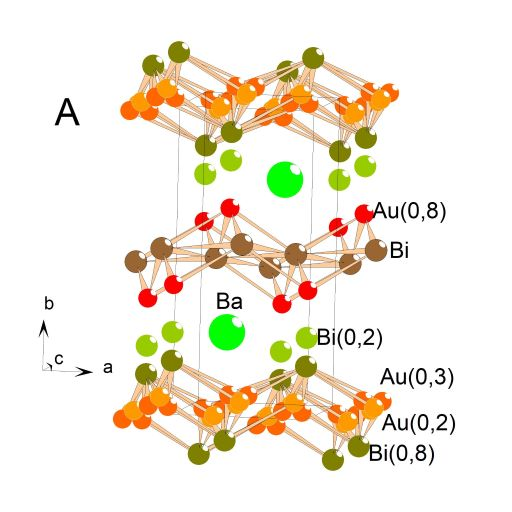 A
Au(0,8)
Bi
Ba
b
Bi(0,2)
c
a
Au(0,3)
Au(0,2)
Bi(0,8)